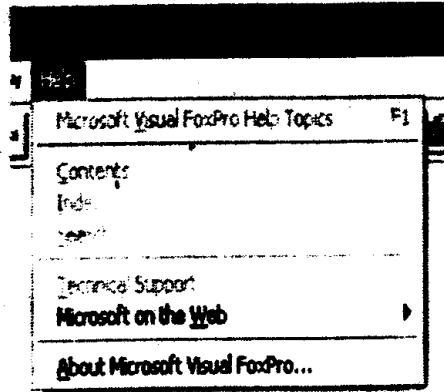 Help
Microsoft Visual FoxPro Help Topics F1
Contents
Index
Search
Technical Support
Microsoft on the Web
About Microsoft Visual FoxPro...